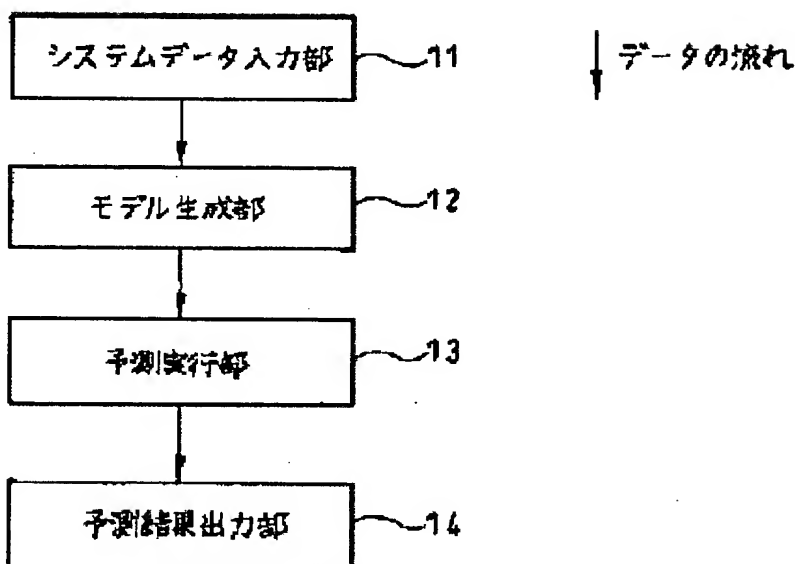 システムデータ入力部 11
データの流れ
モデル生成部 12
予測実行部 13
予測結果出力部 14